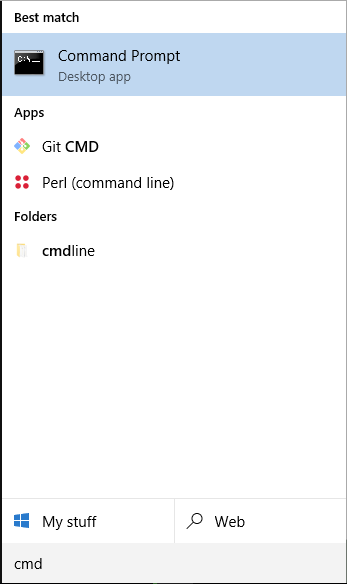 Best match
C:\ _
Command Prompt
Desktop app
Apps
Git CMD
Perl (command line)
Folders
cmdline
My stuff
Web
cmd